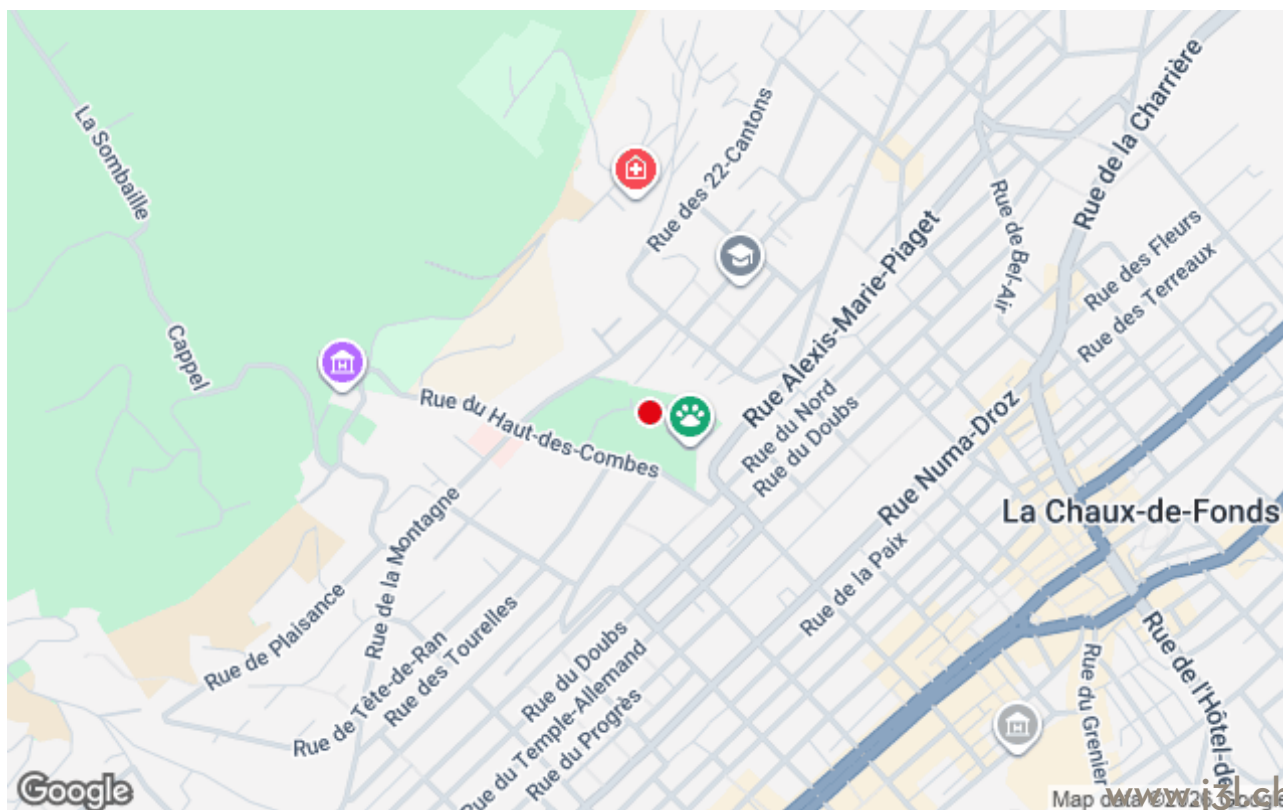 La Sombaille
Rue des 22-Cantons
Rue de la Charrière
Rue de Bel-Air
Rue des Fleurs
Rue des Terreaux
Rue Alexis-Marie-Piaget
Cappel
Rue du Haut-des-Combes
Rue du Nord
Rue du Doubs
Rue Numa-Droz
La Chaux-de-Fonds
Rue de la Montagne
Rue de la Paix
Rue de Plaisance
Rue des Tourelles
Rue de Tête-de-Ran
Rue du Doubs
Rue du Temple-Allemand
Rue du Progrès
Rue du Grenier
Rue de l'Hôtel-de-
Google
Map data ©2026 Google